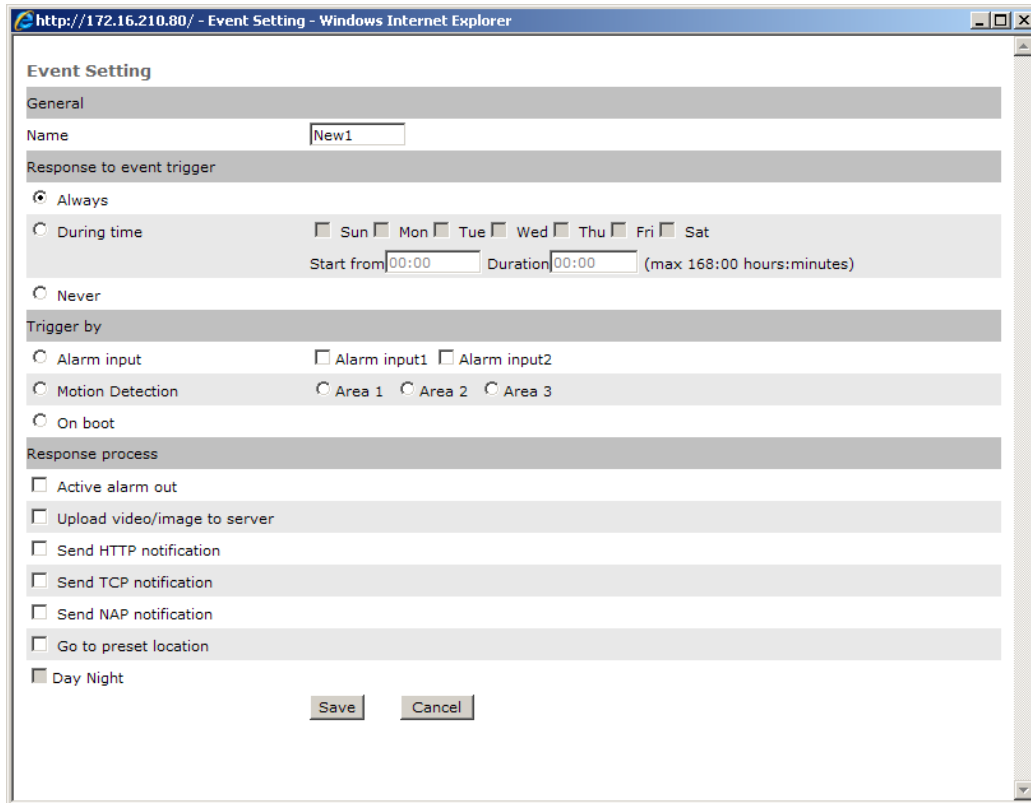 http://172.16.210.80/ - Event Setting - Windows Internet Explorer
Event Setting
General
Name New1
Response to event trigger
Always
During time Sun Mon Tue Wed Thu Fri Sat
Start from 00:00 Duration 00:00 (max 168:00 hours:minutes)
Never
Trigger by
Alarm input Alarm input1 Alarm input2
Motion Detection Area 1 Area 2 Area 3
On boot
Response process
Active alarm out
Upload video/image to server
Send HTTP notification
Send TCP notification
Send NAP notification
Go to preset location
Day Night
Save Cancel